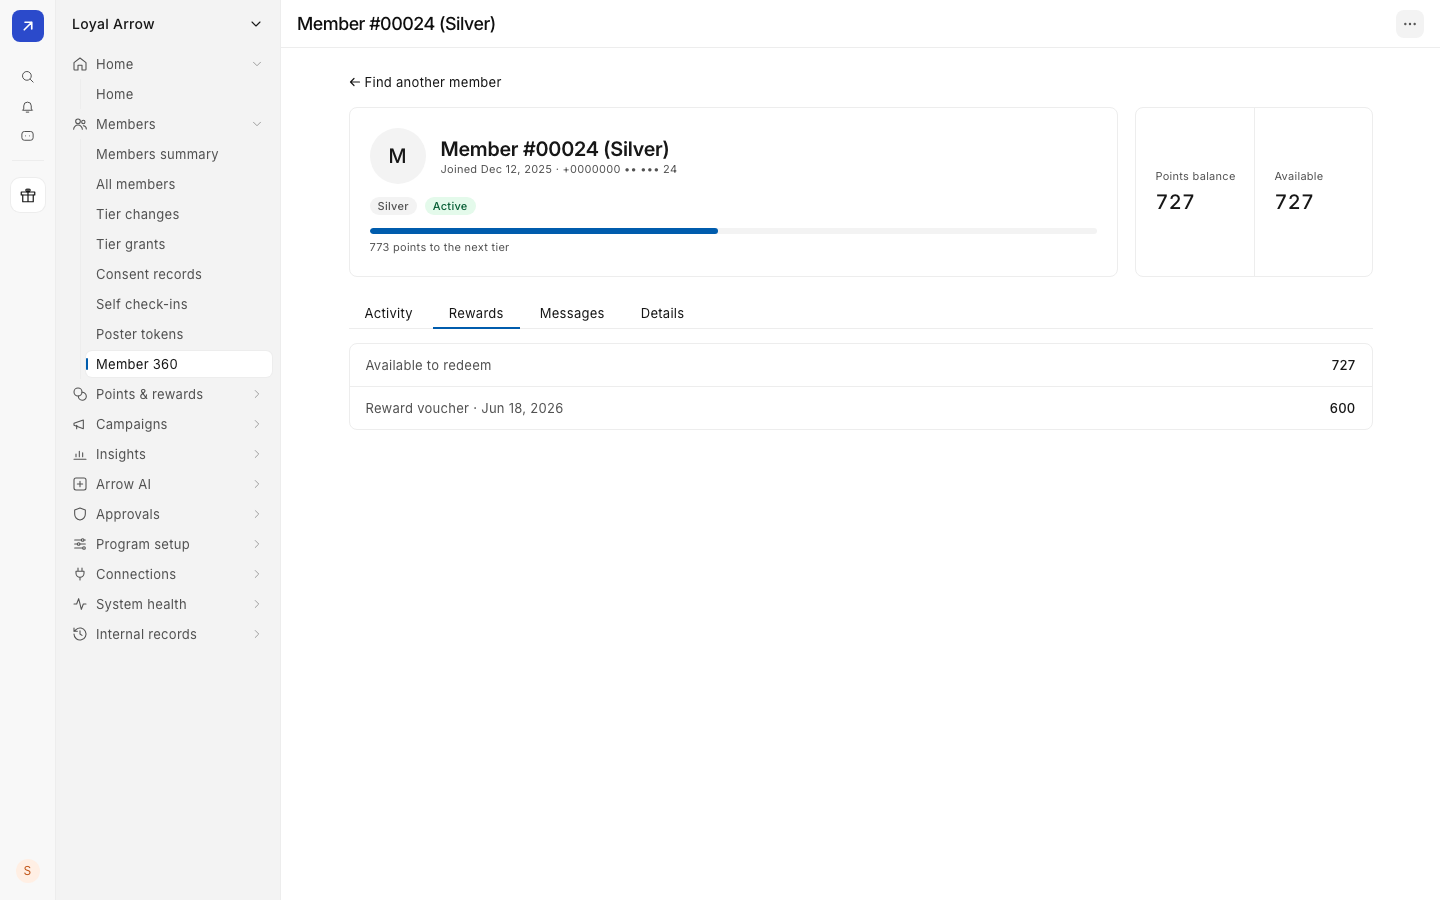 Loyal Arrow
Home
Home
Members
Members summary
All members
Tier changes
Tier grants
Consent records
Self check-ins
Poster tokens
Member 360
Points & rewards
Campaigns
Insights
Arrow AI
Approvals
Program setup
Connections
System health
Internal records
S
Member #00024 (Silver)
← Find another member
M
Member #00024 (Silver)
Joined Dec 12, 2025 · +0000000 •• ••• 24
Silver
Active
773 points to the next tier
Points balance
727
Available
727
Activity
Rewards
Messages
Details
Available to redeem
727
Reward voucher · Jun 18, 2026
600